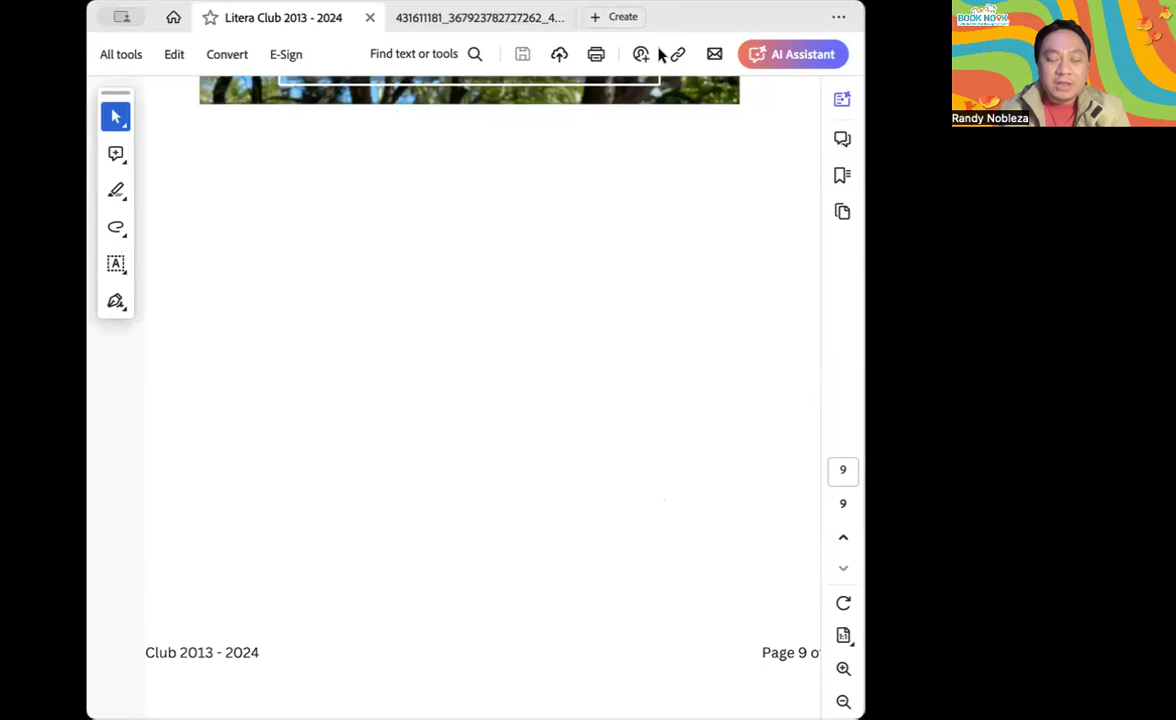 Litera Club 2013 - 2024
431611181_367923782727262_4...
Create
All tools
Edit
Convert
E-Sign
Find text or tools
AI Assistant
BOOK NOOK
Randy Nobleza
9
9
Club 2013 - 2024
Page 9 o